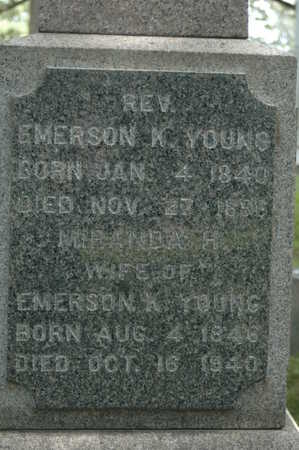 REV.
EMERSON K. YOUNG
BORN JAN. 4 1840
DIED NOV. 27
MIRANDA H.
WIFE OF
EMERSON K. YOUNG
BORN AUG. 4 1846
DIED OCT. 16 1940